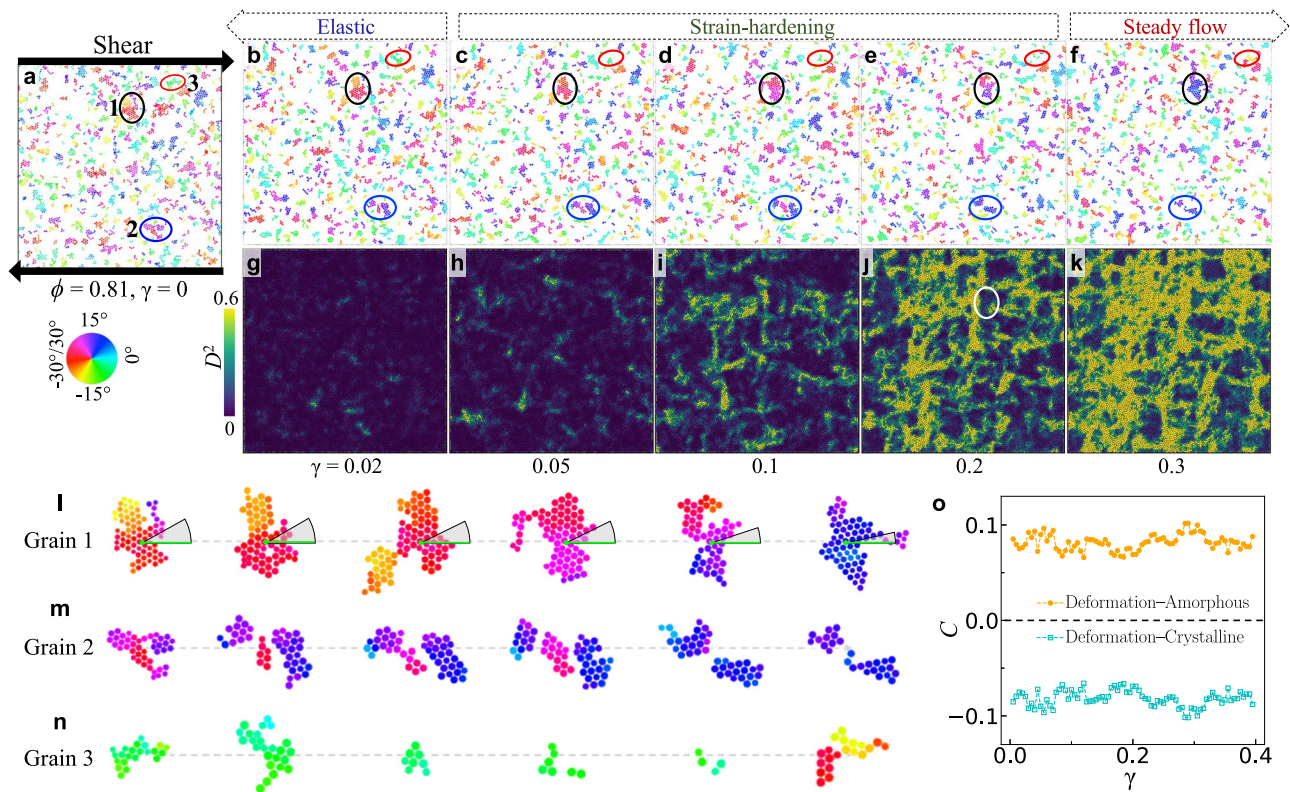 Elastic
Strain-hardening
Steady flow
Shear
a
b
c
d
e
f
1
2
3
ϕ = 0.81, γ = 0
g
h
i
j
k
15°
0°
-15°
-30°/30°
0.6
D²
0
γ = 0.02
0.05
0.1
0.2
0.3
l
Grain 1
m
Grain 2
n
Grain 3
o
0.1
0.0
−0.1
C
Deformation–Amorphous
Deformation–Crystalline
0.0
0.2
0.4
γ